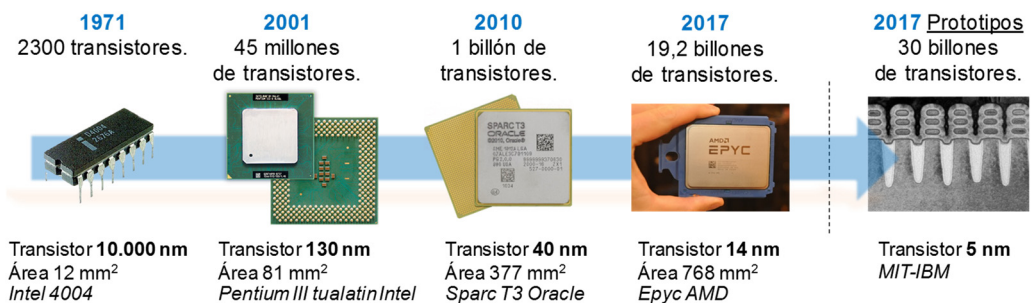 1971
2300 transistores.
2001
45 millones
de transistores.
2010
1 billón de
transistores.
2017
19,2 billones
de transistores.
2017 Prototipos
30 billones
de transistores.
D4004
SPARC T3
ORACLE
AMD
EPYC
Transistor 10.000 nm
Área 12 mm²
Intel 4004
Transistor 130 nm
Área 81 mm²
Pentium III tualatin Intel
Transistor 40 nm
Área 377 mm²
Sparc T3 Oracle
Transistor 14 nm
Área 768 mm²
Epyc AMD
Transistor 5 nm
MIT-IBM